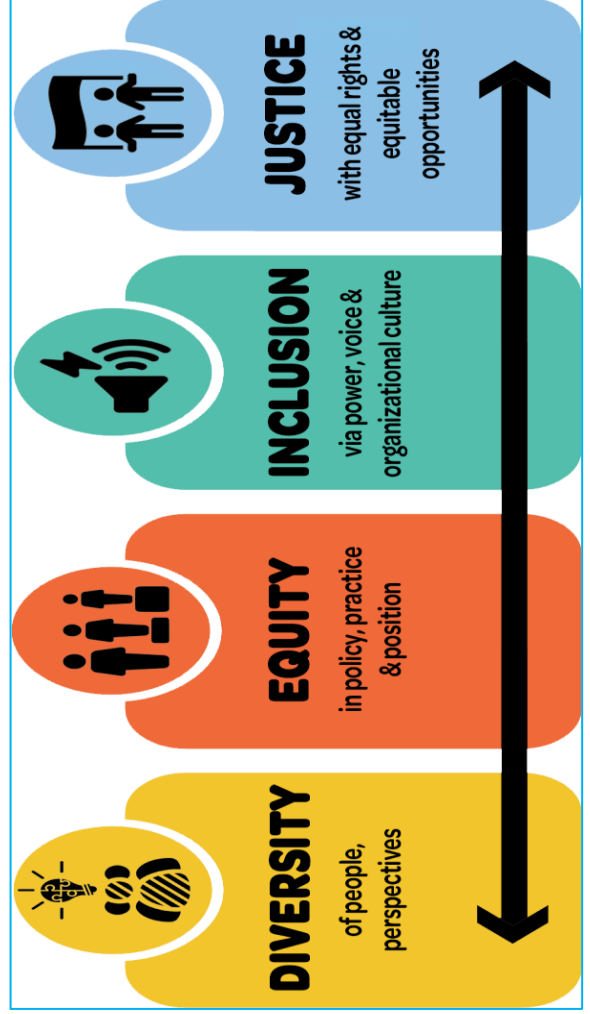 DIVERSITY
of people,
perspectives
EQUITY
in policy, practice
& position
INCLUSION
via power, voice &
organizational culture
JUSTICE
with equal rights &
equitable
opportunities